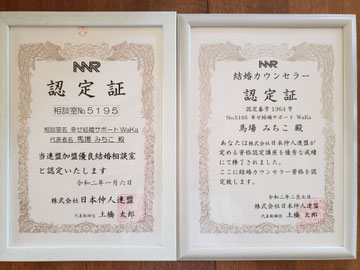 NNR
認定証
相談室No.5195
相談室名 幸せ結婚サポートWaKa
代表者名 馬場 みちこ 殿
当連盟加盟優良結婚相談室
と認定いたします
令和二年一月六日
株式会社日本仲人連盟
代表取締役 土橋 太郎
NNR
結婚カウンセラー
認定証
認定番号1364号
No.5195 幸せ結婚サポート WaKa
馬場 みちこ 殿
あなたは株式会社日本仲人連盟が
定める資格認定講座を優秀な成績
にて修了されました。
ここに結婚カウンセラー資格を認
定致します。
令和二年二月七日
株式会社日本仲人連盟
代表取締役 土橋 太郎